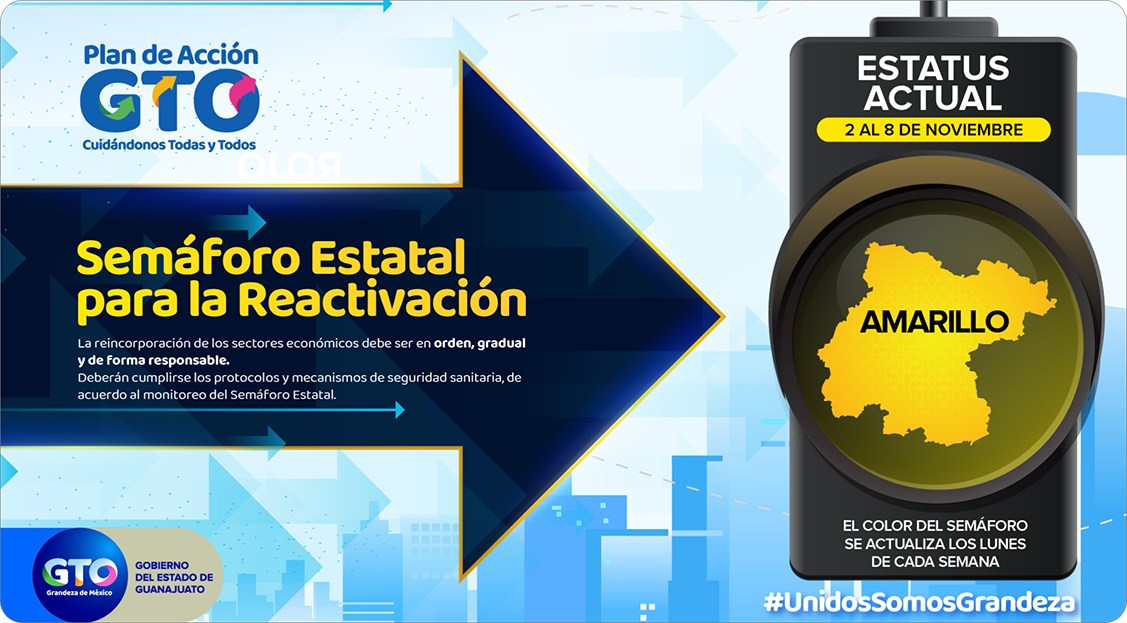 Plan de Acción
GTO
Cuidándonos Todas y Todos
OLOR
Semáforo Estatal
para la Reactivación
La reincorporación de los sectores económicos debe ser en orden, gradual
y de forma responsable.
Deberán cumplirse los protocolos y mecanismos de seguridad sanitaria, de
acuerdo al monitoreo del Semáforo Estatal.
GTO
Grandeza de México
GOBIERNO
DEL ESTADO DE
GUANAJUATO
ESTATUS
ACTUAL
2 AL 8 DE NOVIEMBRE
AMARILLO
EL COLOR DEL SEMÁFORO
SE ACTUALIZA LOS LUNES
DE CADA SEMANA
#UnidosSomosGrandeza